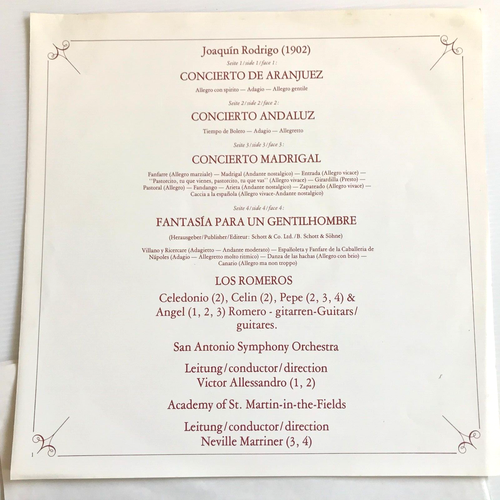 Joaquín Rodrigo (1902)
Seite 1/side 1/face 1:
CONCIERTO DE ARANJUEZ
Allegro con spirito — Adagio — Allegro gentile
Seite 2/side 2/face 2:
CONCIERTO ANDALUZ
Tiempo de Bolero — Adagio — Allegretto
Seite 3/side 3/face 3:
CONCIERTO MADRIGAL
Fanfarre (Allegro marziale) — Madrigal (Andante nostalgico) — Entrada (Allegro vicace) —
"Pastorcito, tu que vienes, pastorcito, tu qué vas" (Allegro vivace) — Girardilla (Presto) —
Pastoral (Allegro) — Fandango — Arieta (Andante nostalgico) — Zapateado (Allegro vivace) —
Caccia a la española (Allegro vivace-Andante nostalgico)
Seite 4/side 4/face 4:
FANTASÍA PARA UN GENTILHOMBRE
(Herausgeber/Publisher/Editeur: Schott & Co. Ltd./B. Schott & Söhne)
Villano y Ricercare (Adagietto — Andante moderato) — Españoleta y Fanfare de la Caballeria de
Nápoles (Adagio — Allegretto molto ritmico) — Danza de las hachas (Allegro con brio) —
Canario (Allegro ma non troppo)
LOS ROMEROS
Celedonio (2), Celin (2), Pepe (2, 3, 4) &
Angel (1, 2, 3) Romero - gitarren-Guitars/
guitares.
San Antonio Symphony Orchestra
Leitung/conductor/direction
Victor Allessandro (1, 2)
Academy of St. Martin-in-the-Fields
Leitung/conductor/direction
Neville Marriner (3, 4)
1